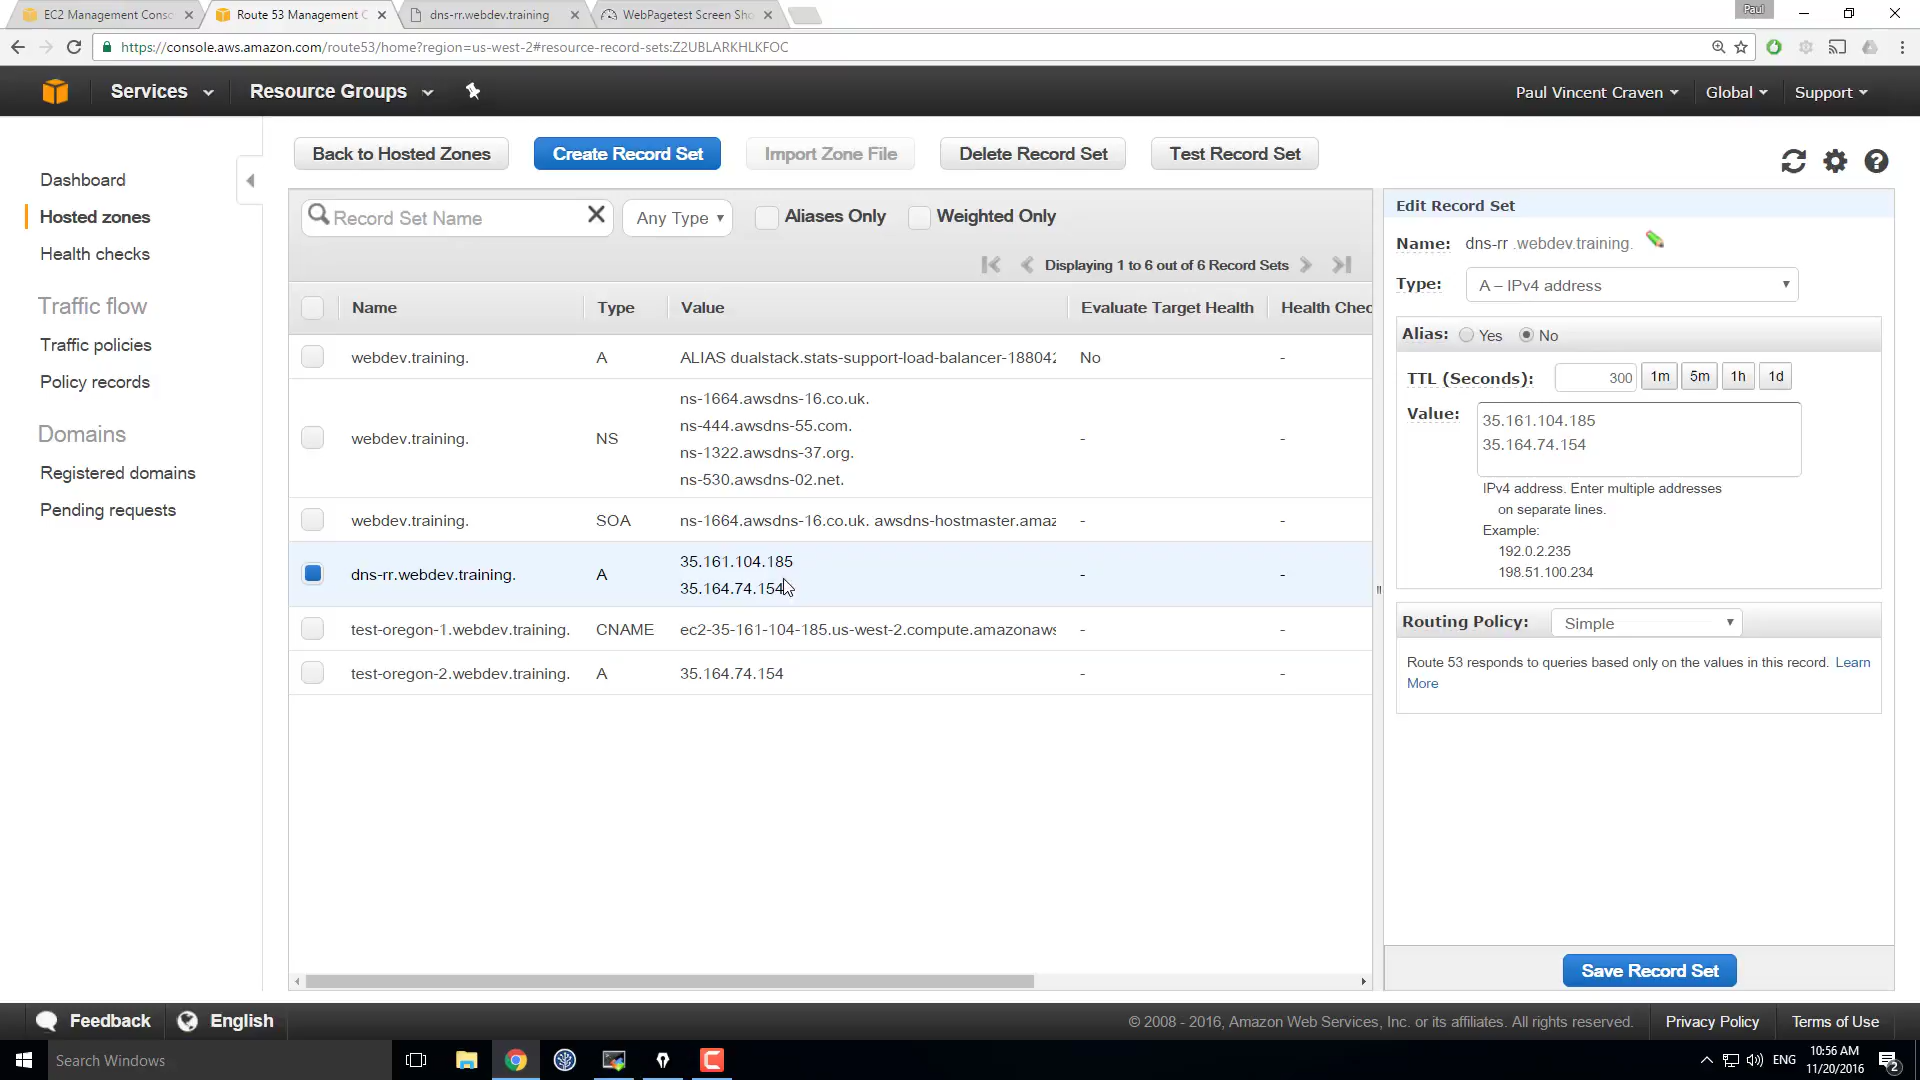 EC2 Management Conso
Route 53 Management C
dns-rr.webdev.training
WebPagetest Screen Sho
Paul
https://console.aws.amazon.com/route53/home?region=us-west-2#resource-record-sets:Z2UBLARKHLKFOC
Services
Resource Groups
Paul Vincent Craven
Global
Support
Dashboard
Hosted zones
Health checks
Traffic flow
Traffic policies
Policy records
Domains
Registered domains
Pending requests
Back to Hosted Zones
Create Record Set
Import Zone File
Delete Record Set
Test Record Set
Record Set Name
Any Type
Aliases Only
Weighted Only
Displaying 1 to 6 out of 6 Record Sets
Name Type Value Evaluate Target Health Health Chec
webdev.training. A ALIAS dualstack.stats-support-load-balancer-188042 No -
webdev.training. NS ns-1664.awsdns-16.co.uk. - -
ns-444.awsdns-55.com.
ns-1322.awsdns-37.org.
ns-530.awsdns-02.net.
webdev.training. SOA ns-1664.awsdns-16.co.uk. awsdns-hostmaster.amaz - -
dns-rr.webdev.training. A 35.161.104.185 - -
35.164.74.154
test-oregon-1.webdev.training. CNAME ec2-35-161-104-185.us-west-2.compute.amazonaws - -
test-oregon-2.webdev.training. A 35.164.74.154 - -
Edit Record Set
Name: dns-rr .webdev.training.
Type: A – IPv4 address
Alias: Yes No
TTL (Seconds): 300 1m 5m 1h 1d
Value: 35.161.104.185
35.164.74.154
IPv4 address. Enter multiple addresses
on separate lines.
Example:
192.0.2.235
198.51.100.234
Routing Policy: Simple
Route 53 responds to queries based only on the values in this record. Learn
More
Save Record Set
Feedback
English
© 2008 - 2016, Amazon Web Services, Inc. or its affiliates. All rights reserved.
Privacy Policy
Terms of Use
Search Windows
ENG
10:56 AM
11/20/2016
2